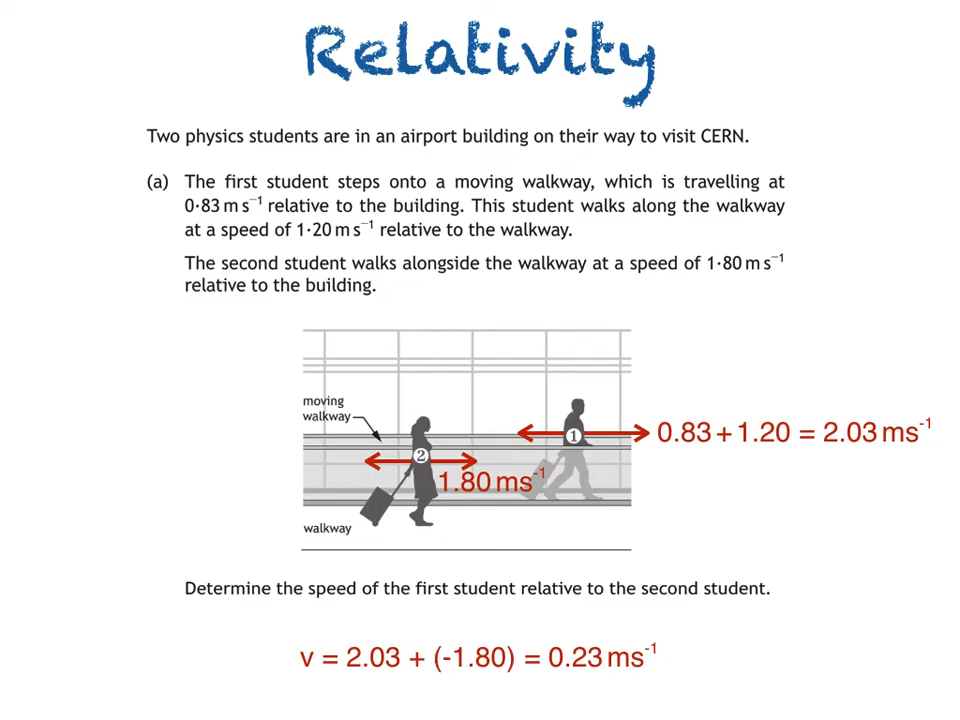 Relativity
Two physics students are in an airport building on their way to visit CERN.
(a) The first student steps onto a moving walkway, which is travelling at
0·83 m s⁻¹ relative to the building. This student walks along the walkway
at a speed of 1·20 m s⁻¹ relative to the walkway.
The second student walks alongside the walkway at a speed of 1·80 m s⁻¹
relative to the building.
moving
walkway
1
0.83 + 1.20 = 2.03 ms⁻¹
2
1.80 ms⁻¹
walkway
Determine the speed of the first student relative to the second student.
v = 2.03 + (-1.80) = 0.23 ms⁻¹